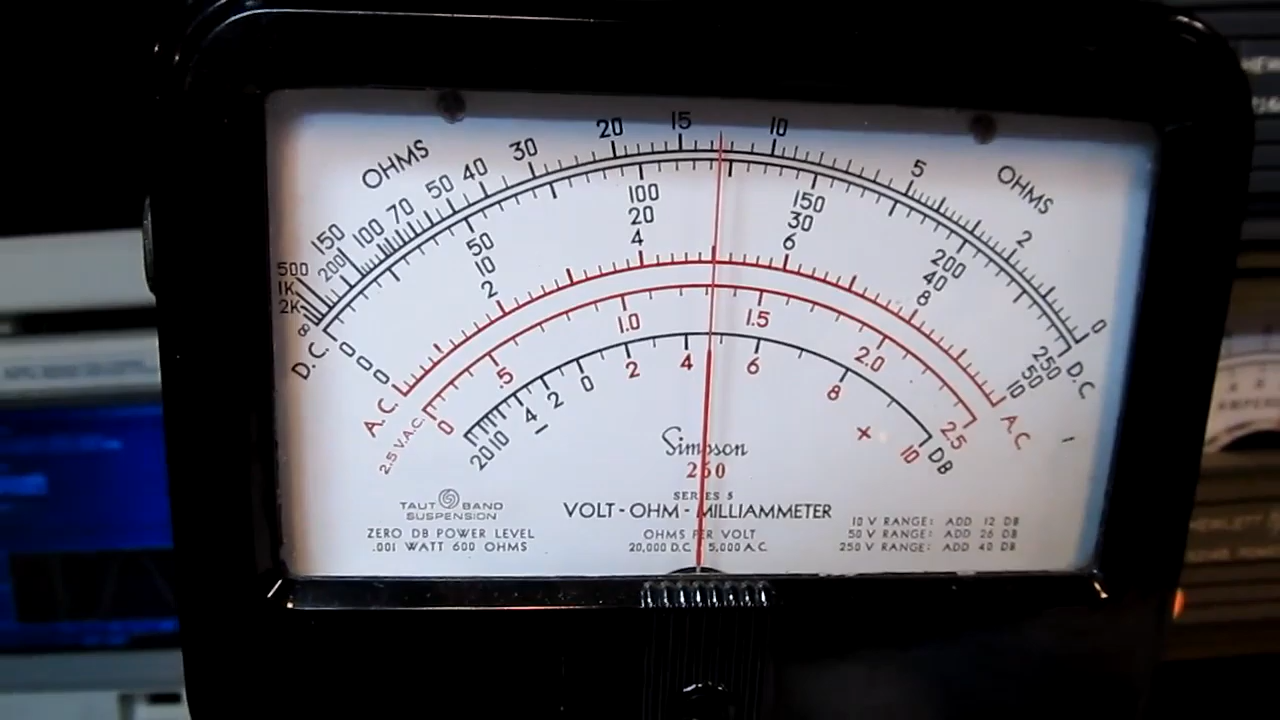 OHMS 30 20 15 10 5 OHMS
500 150 100 70 50 40 2
1K 200
2K
∞ 0
D.C. 0 50 100 150 200 250 D.C.
0 10 20 30 40 50
0 2 4 6 8 10
A.C. A.C.
2.5 V.A.C. 0 .5 1.0 1.5 2.0 2.5
20 10 4 2 0 2 4 6 8 10 DB
- +
Simpson
260
SERIES 5
TAUT BAND
SUSPENSION
VOLT-OHM-MILLIAMMETER
ZERO DB POWER LEVEL
.001 WATT 600 OHMS
OHMS PER VOLT
20,000 D.C. 5,000 A.C.
10 V RANGE: ADD 12 DB
50 V RANGE: ADD 26 DB
250 V RANGE: ADD 40 DB